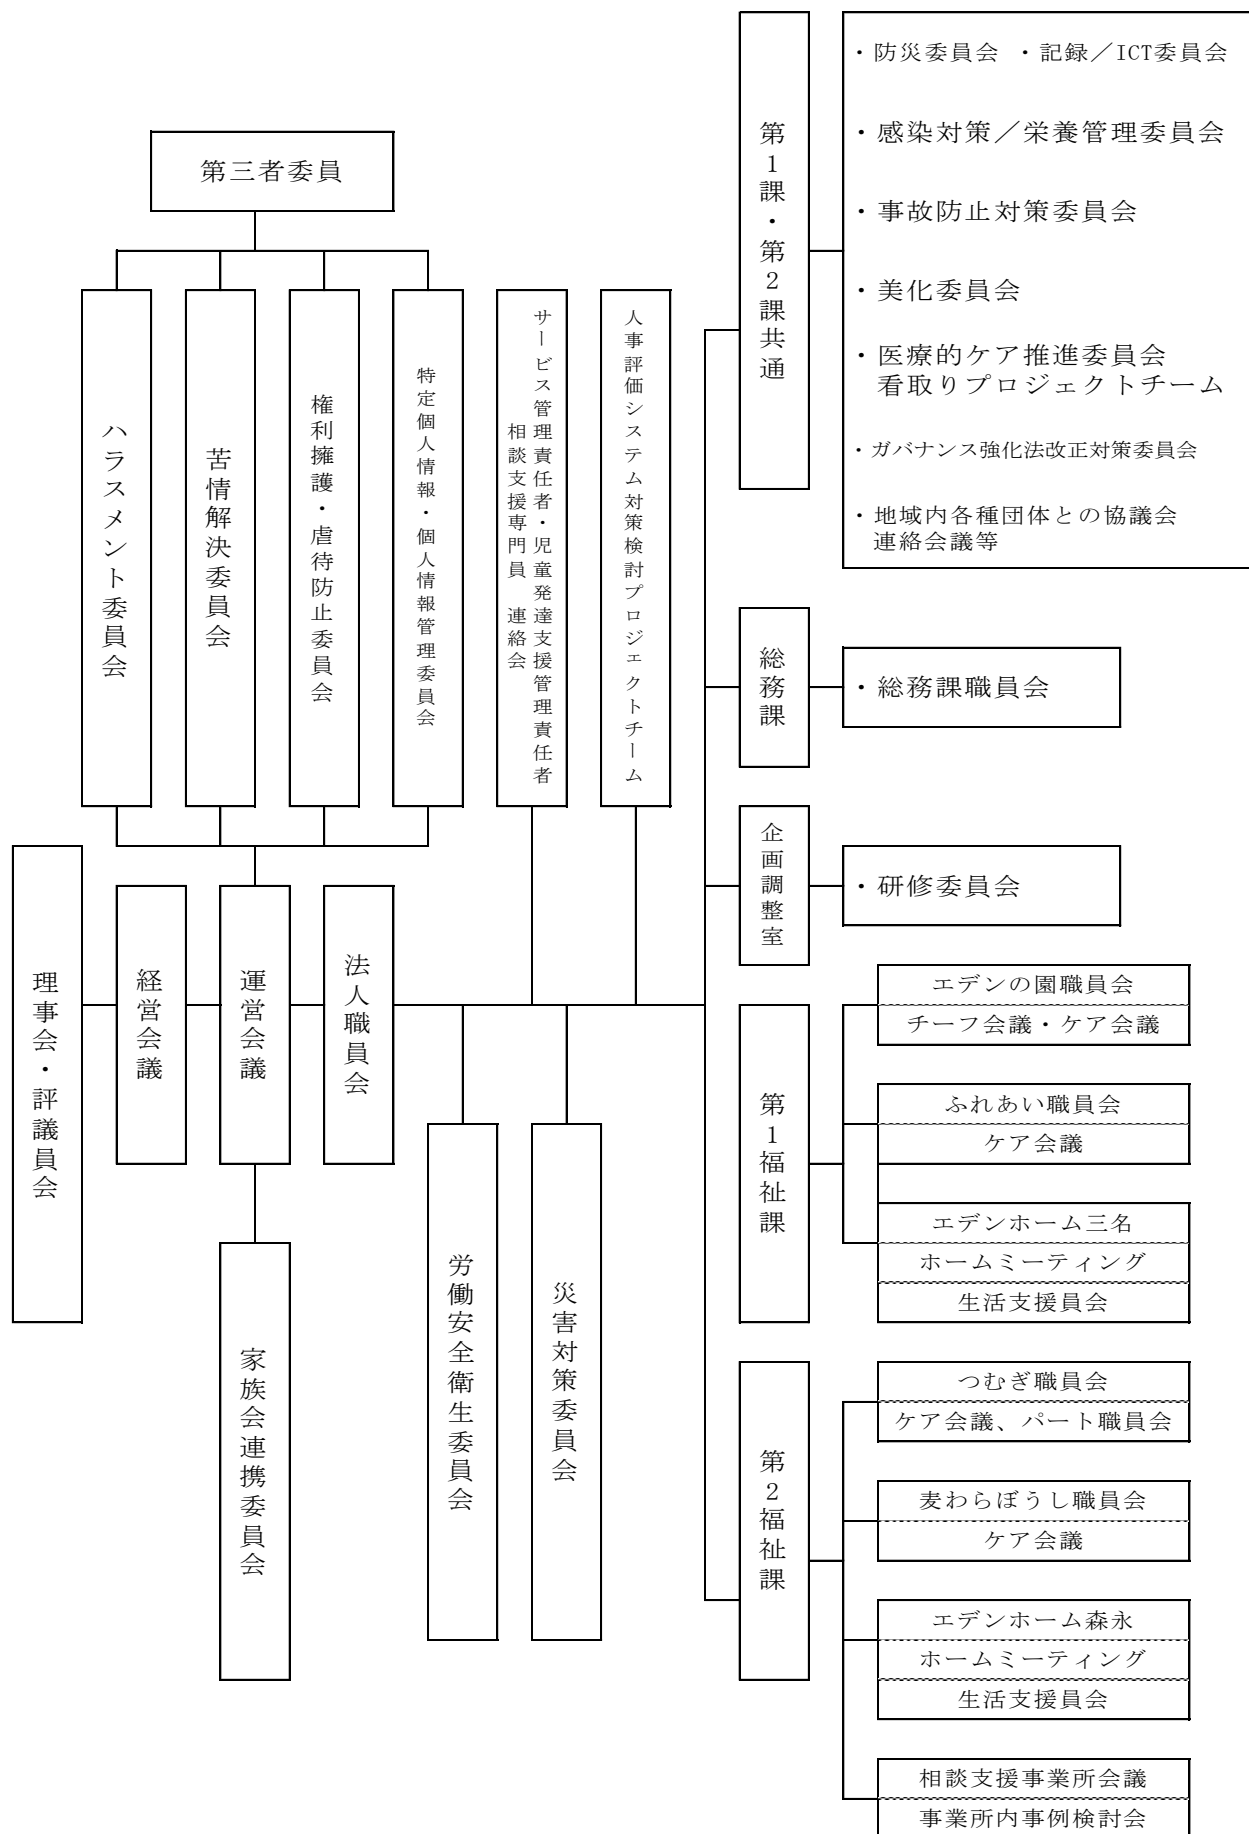 第三者委員
ハラスメント委員会
苦情解決委員会
権利擁護・虐待防止委員会
特定個人情報・個人情報管理委員会
サービス管理責任者・児童発達支援管理責任者
相談支援専門員 連絡会
人事評価システム対策検討プロジェクトチーム
理事会・評議員会
経営会議
運営会議
法人職員会
家族会連携委員会
労働安全衛生委員会
災害対策委員会
第1課・第2課共通
・防災委員会 ・記録／ICT委員会
・感染対策／栄養管理委員会
・事故防止対策委員会
・美化委員会
・医療的ケア推進委員会
看取りプロジェクトチーム
・ガバナンス強化法改正対策委員会
・地域内各種団体との協議会
連絡会議等
総務課
・総務課職員会
企画調整室
・研修委員会
第1福祉課
エデンの園職員会
チーフ会議・ケア会議
ふれあい職員会
ケア会議
エデンホーム三名
ホームミーティング
生活支援員会
第2福祉課
つむぎ職員会
ケア会議、パート職員会
麦わらぼうし職員会
ケア会議
エデンホーム森永
ホームミーティング
生活支援員会
相談支援事業所会議
事業所内事例検討会